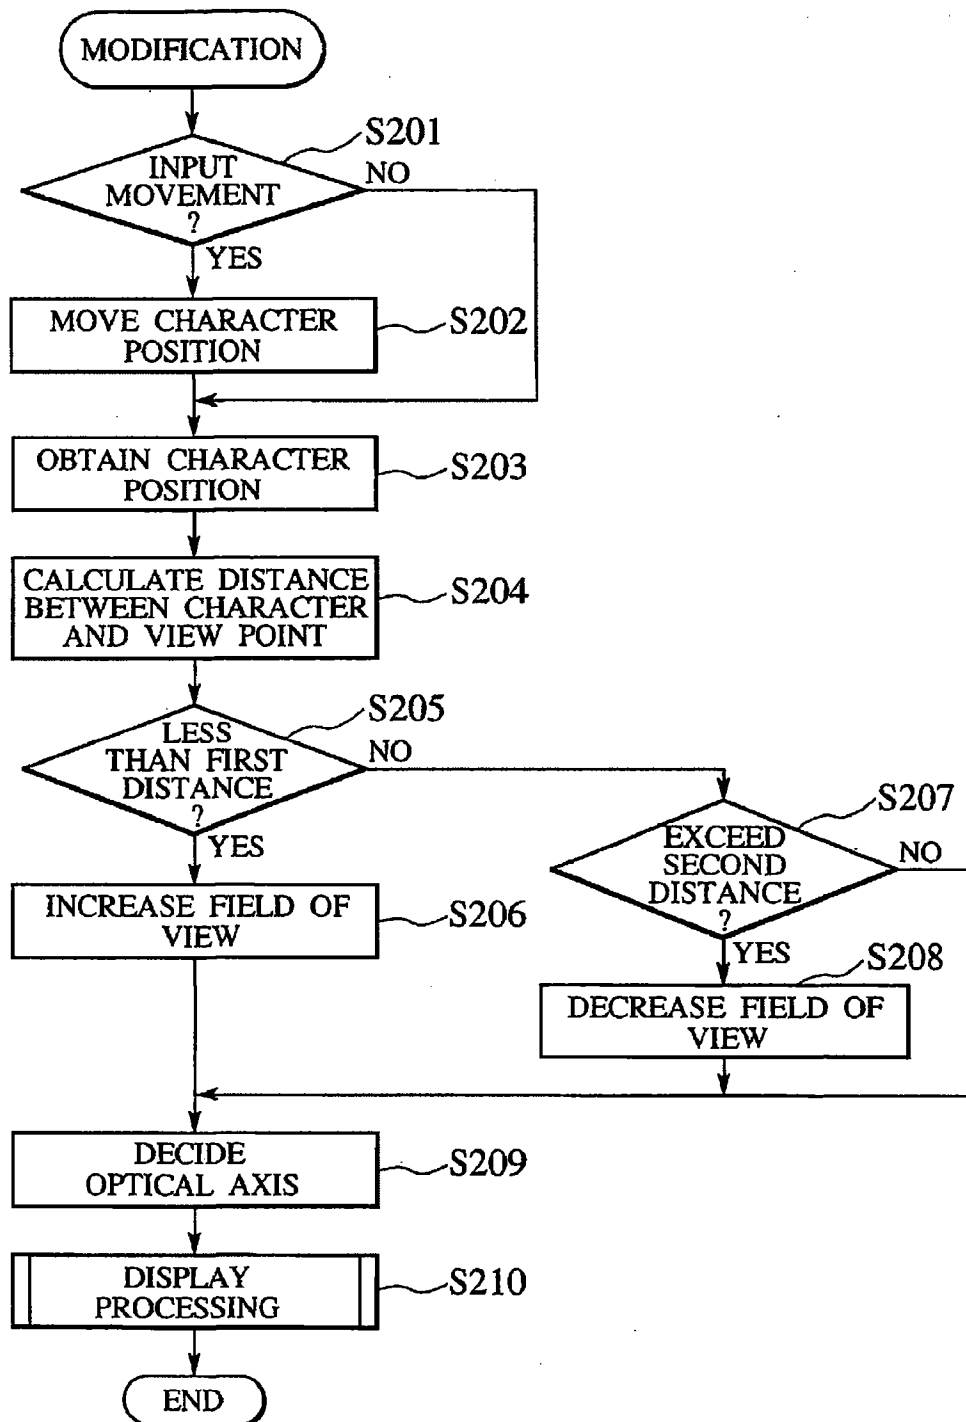 MODIFICATION
S201
INPUT
MOVEMENT
?
NO
YES
MOVE CHARACTER
POSITION
S202
OBTAIN CHARACTER
POSITION
S203
CALCULATE DISTANCE
BETWEEN CHARACTER
AND VIEW POINT
S204
S205
LESS
THAN FIRST
DISTANCE
?
NO
YES
S207
EXCEED
SECOND
DISTANCE
?
NO
YES
INCREASE FIELD OF
VIEW
S206
S208
DECREASE FIELD OF
VIEW
DECIDE
OPTICAL AXIS
S209
DISPLAY
PROCESSING
S210
END